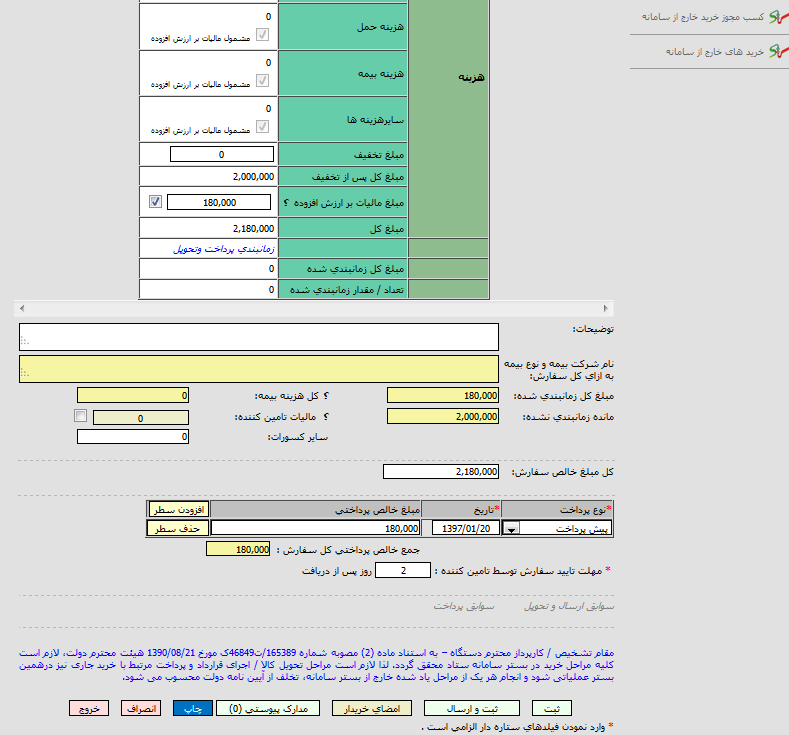 کسب مجوز خرید خارج از سامانه
خرید های خارج از سامانه
هزینه
هزینه حمل
0
مشمول مالیات بر ارزش افزوده
هزینه بیمه
0
مشمول مالیات بر ارزش افزوده
سایرهزینه ها
0
مشمول مالیات بر ارزش افزوده
مبلغ تخفیف 0
مبلغ کل پس از تخفیف 2,000,000
مبلغ مالیات بر ارزش افزوده ؟ 180,000
مبلغ کل 2,180,000
زمانبندي پرداخت وتحویل
مبلغ کل زمانبندي شده 0
تعداد / مقدار زمانبندي شده 0
توضیحات:
نام شرکت بیمه و نوع بیمه
به ازاي کل سفارش:
مبلغ کل زمانبندي شده: 180,000 ؟ کل هزینه بیمه: 0
مانده زمانبندي نشده: 2,000,000 ؟ مالیات تامین کننده: 0
سایر کسورات: 0
کل مبلغ خالص سفارش: 2,180,000
*نوع پرداخت *تاریخ مبلغ خالص پرداختي افزودن سطر
پیش پرداخت 1397/01/20 180,000 حذف سطر
جمع خالص پرداختي کل سفارش : 180,000
* مهلت تایید سفارش توسط تامین کننده : 2 روز پس از دریافت
سوابق ارسال و تحویل سوابق پرداخت
مقام تشخیص / کارپرداز محترم دستگاه – به استناد ماده (2) مصوبه شماره 165389/ت46849ک مورخ 1390/08/21 هیئت محترم دولت، لازم است
کلیه مراحل خرید در بستر سامانه ستاد محقق گردد. لذا لازم است مراحل تحویل کالا / اجرای قرارداد و پرداخت مرتبط با خرید جاری نیز درهمین
بستر عملیاتی شود و انجام هر یک از مراحل یاد شده خارج از بستر سامانه، تخلف از آیین نامه دولت محسوب می شود.
ثبت ثبت و ارسال امضاي خریدار مدارک پیوستي (0) چاپ انصراف خروج
* وارد نمودن فیلدهاي ستاره دار الزامي است .